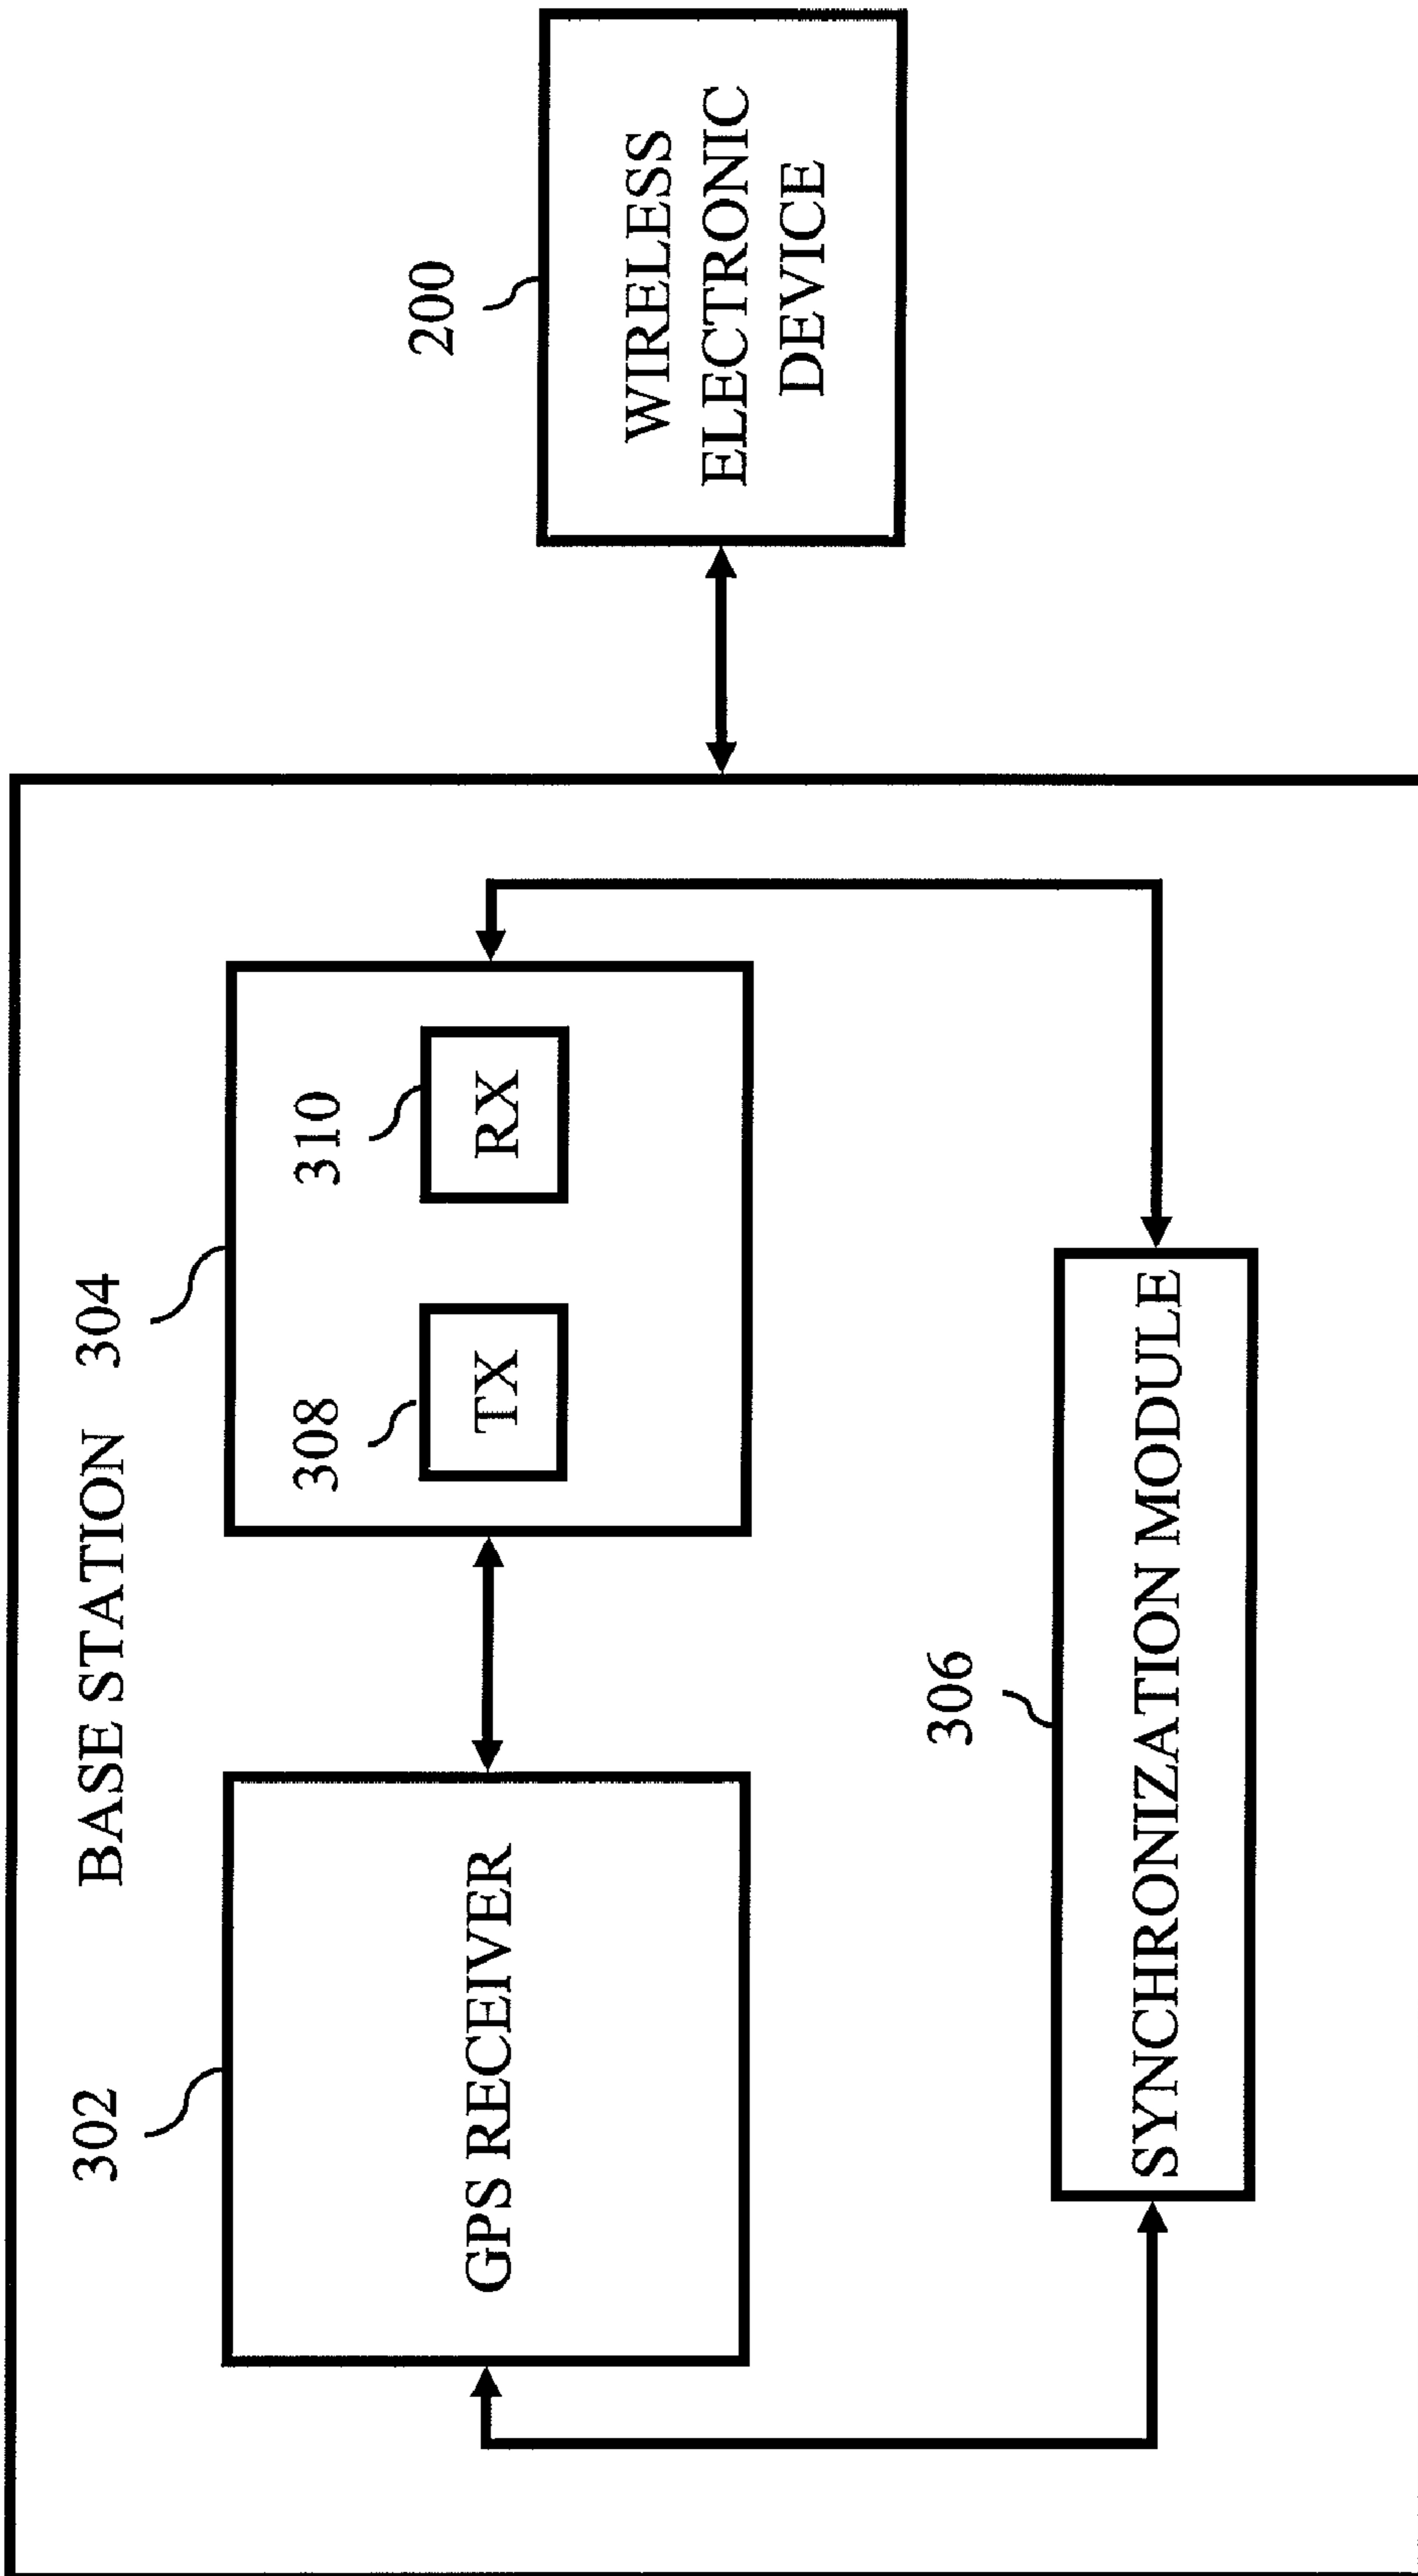 BASE STATION
302
304
GPS RECEIVER
308
TX
310
RX
306
SYNCHRONIZATION MODULE
200
WIRELESS
ELECTRONIC
DEVICE